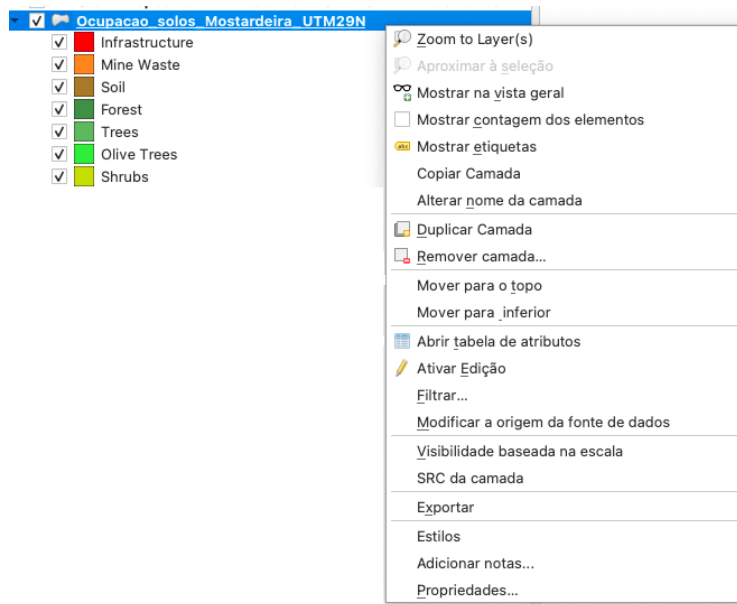 Ocupacao_solos_Mostardeira_UTM29N
Infrastructure
Mine Waste
Soil
Forest
Trees
Olive Trees
Shrubs
Zoom to Layer(s)
Aproximar à seleção
Mostrar na vista geral
Mostrar contagem dos elementos
abc Mostrar etiquetas
Copiar Camada
Alterar nome da camada
Duplicar Camada
Remover camada...
Mover para o topo
Mover para inferior
Abrir tabela de atributos
Ativar Edição
Filtrar...
Modificar a origem da fonte de dados
Visibilidade baseada na escala
SRC da camada
Exportar
Estilos
Adicionar notas...
Propriedades...